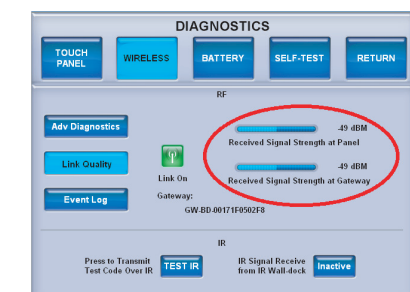 DIAGNOSTICS
TOUCH PANEL
WIRELESS
BATTERY
SELF-TEST
RETURN
RF
Adv Diagnostics
-49 dBM
Received Signal Strength at Panel
Link Quality
Link On
-49 dBM
Received Signal Strength at Gateway
Event Log
Gateway:
GW-BD-00171F0502F8
IR
Press to Transmit
Test Code Over IR
TEST IR
IR Signal Receive
from IR Wall-dock
Inactive